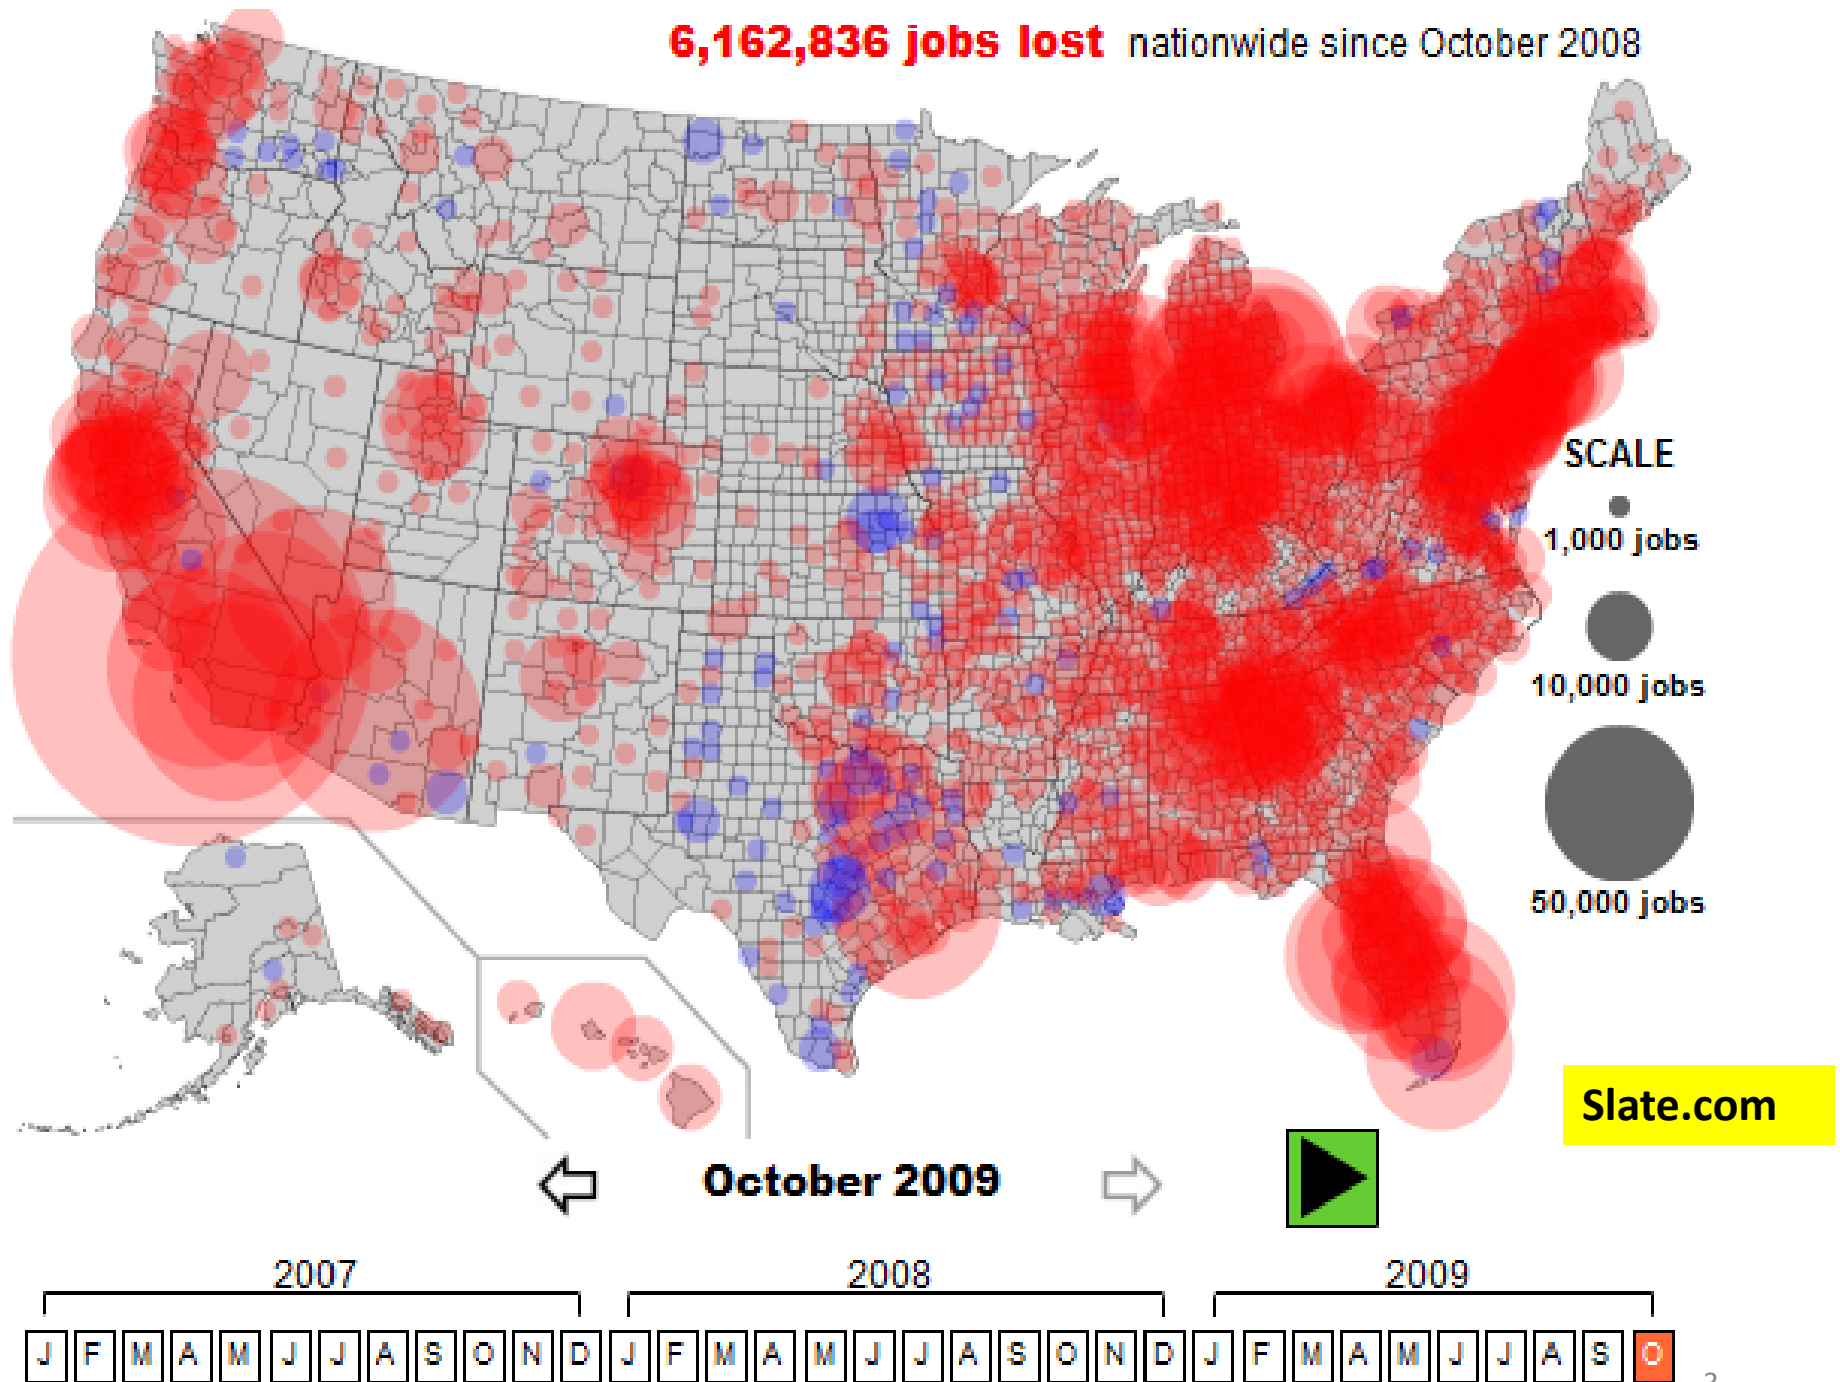 6,162,836 jobs lost nationwide since October 2008
SCALE
1,000 jobs
10,000 jobs
50,000 jobs
Slate.com
October 2009
2007 2008 2009
J F M A M J J A S O N D J F M A M J J A S O N D J F M A M J J A S O